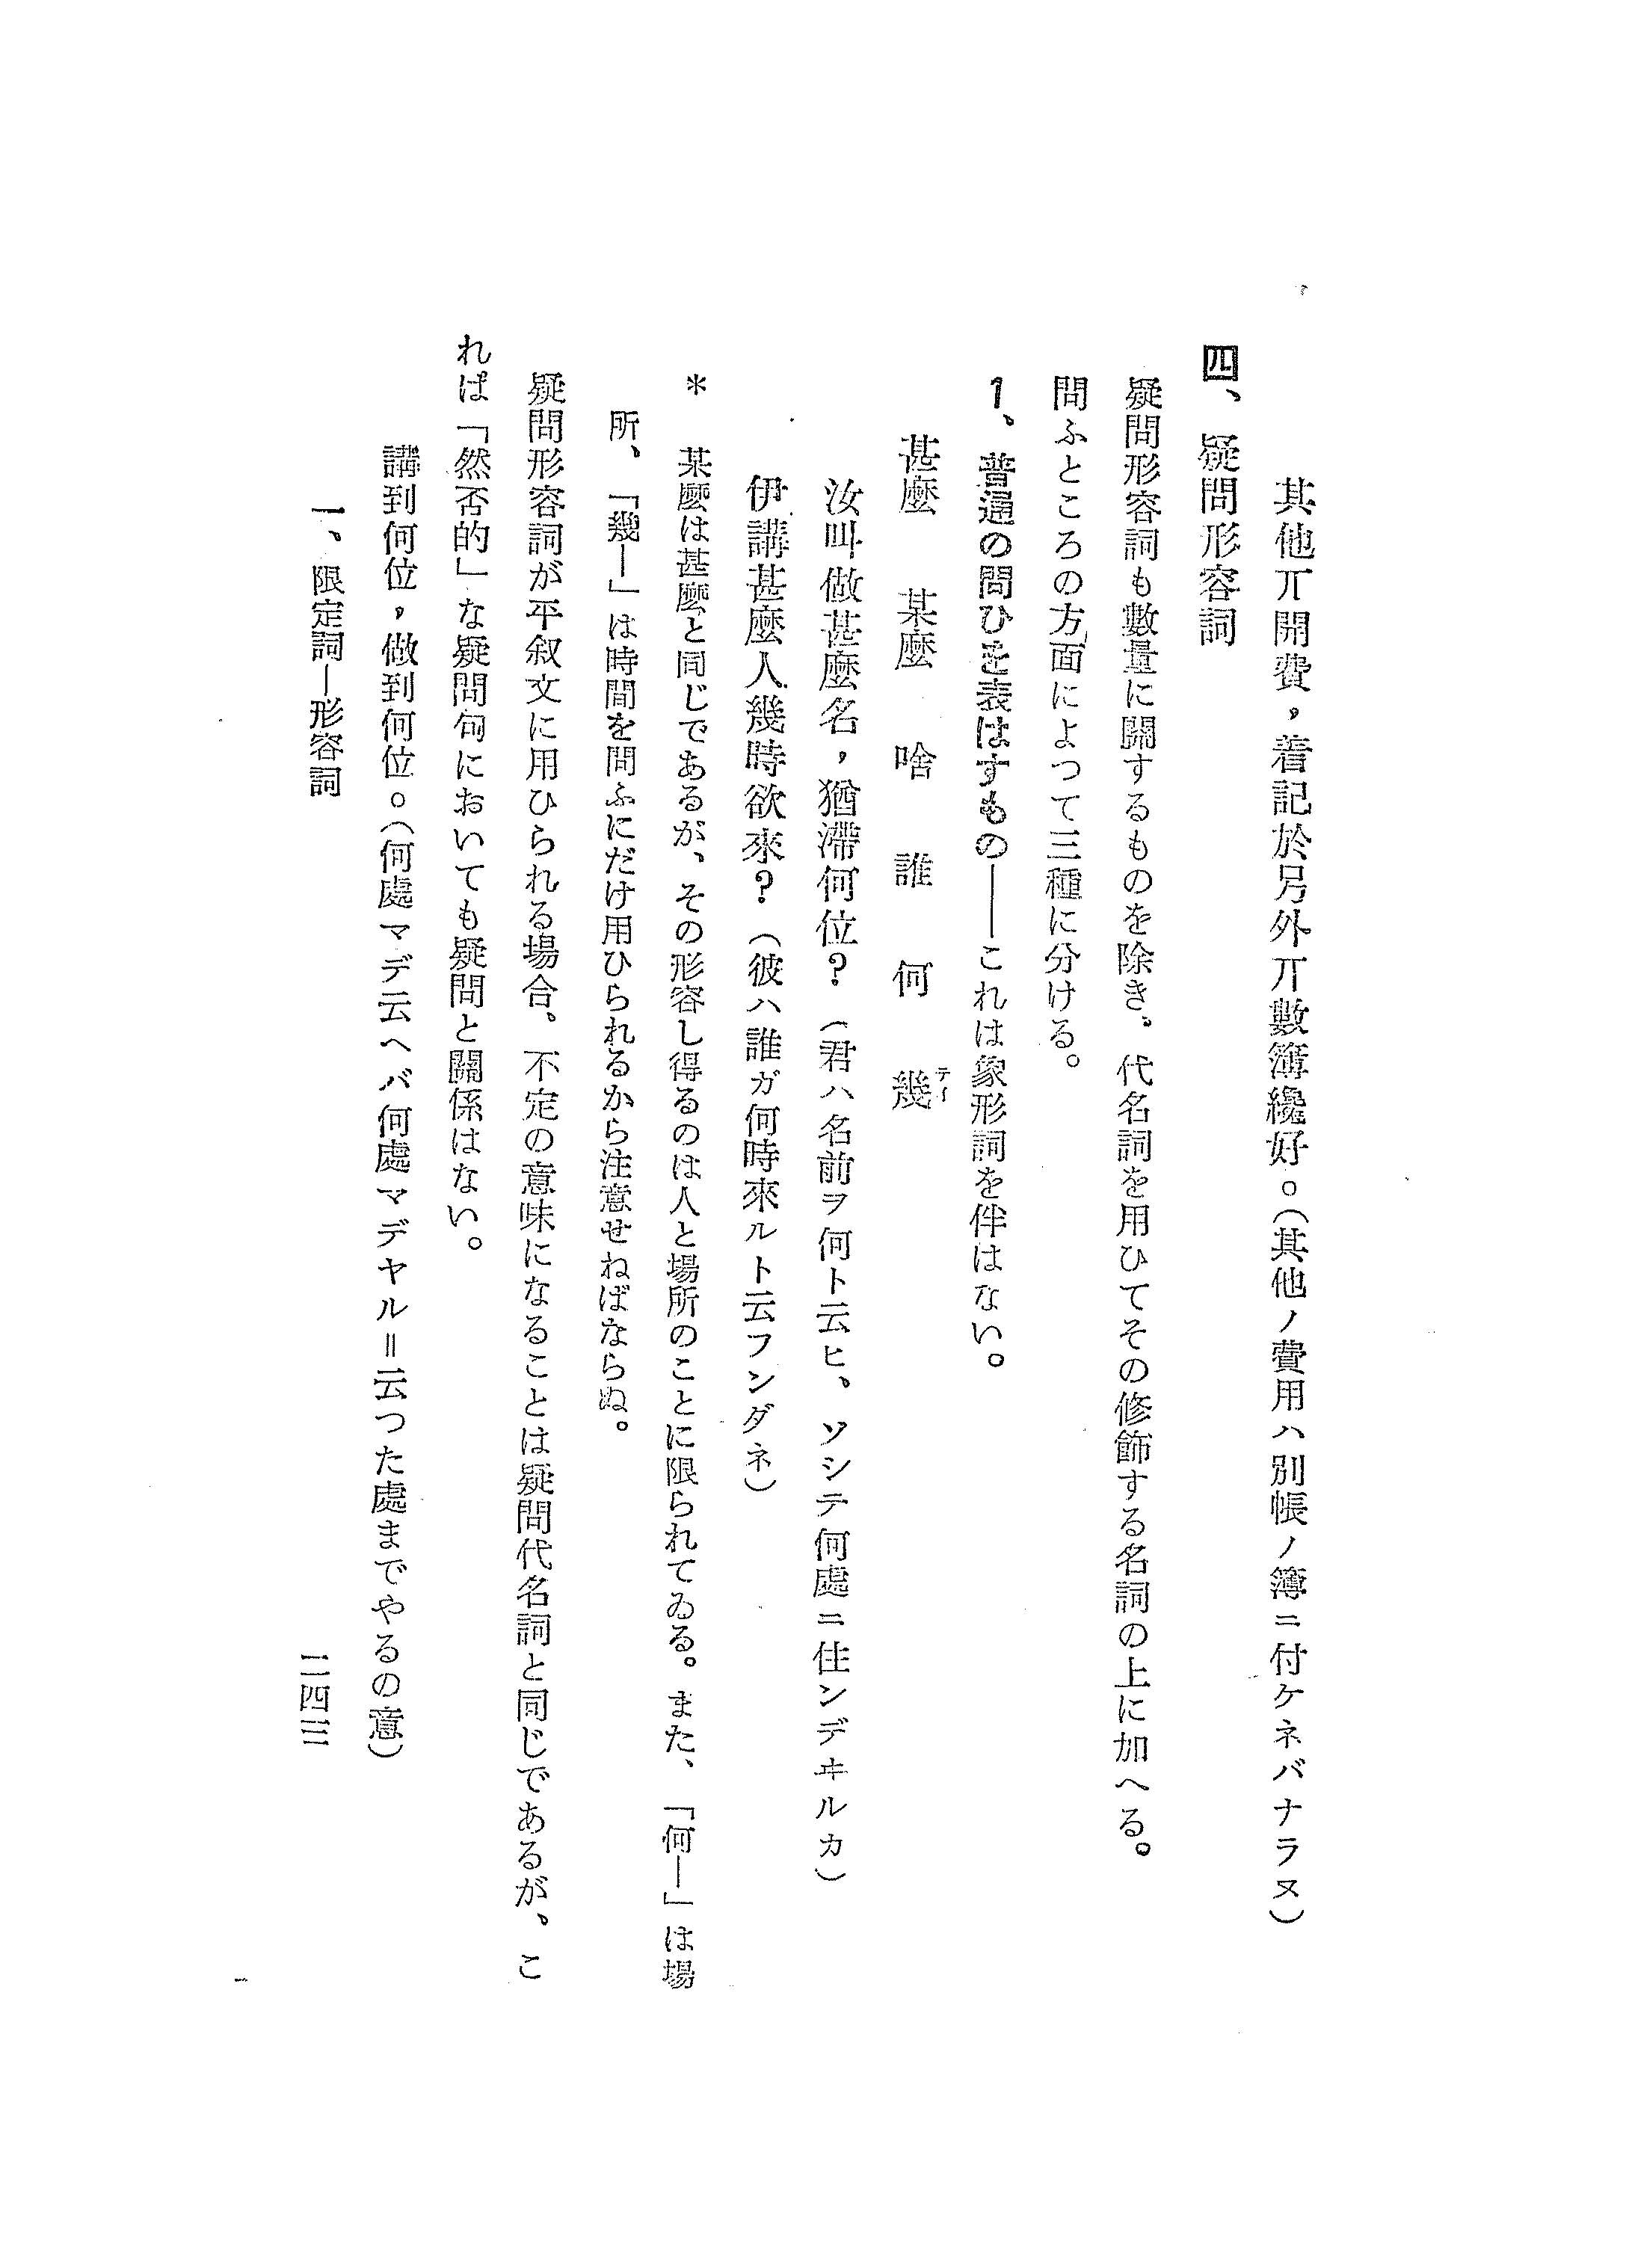 其他丌開費，着記於另外丌數簿纔好。(其他ノ費用ハ別帳ノ簿ニ付ケネバナラヌ)
四、疑問形容詞
疑問形容詞も數量に關するものを除き、代名詞を用ひてその修飾する名詞の上に加へる。
問ふところの方面によつて三種に分ける。
1、普通の問ひを表はすもの——これは象形詞を伴はない。
甚麼　某麼　啥　誰　何　幾ティ
汝叫做甚麼名，猶滯何位？(君ハ名前ヲ何ト云ヒ、ソシテ何處ニ住ンデヰルカ)
伊講甚麼人幾時欲來？(彼ハ誰ガ何時來ルト云フンダネ)
＊　某麼は甚麼と同じであるが、その形容し得るのは人と場所のことに限られてゐる。また、「何—」は場
所、「幾—」は時間を問ふにだけ用ひられるから注意せねばならぬ。
疑問形容詞が平叙文に用ひられる場合、不定の意味になることは疑問代名詞と同じであるが、こ
れは「然否的」な疑問句においても疑問と關係はない。
講到何位，做到何位。(何處マデ云ヘバ何處マデヤル＝云つた處までやるの意)
一、限定詞—形容詞
二四三